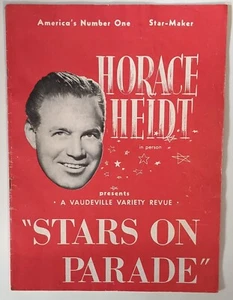 America's Number One Star-Maker
HORACE
HEIDT
in person
presents
• A VAUDEVILLE VARIETY REVUE •
"STARS ON
PARADE"